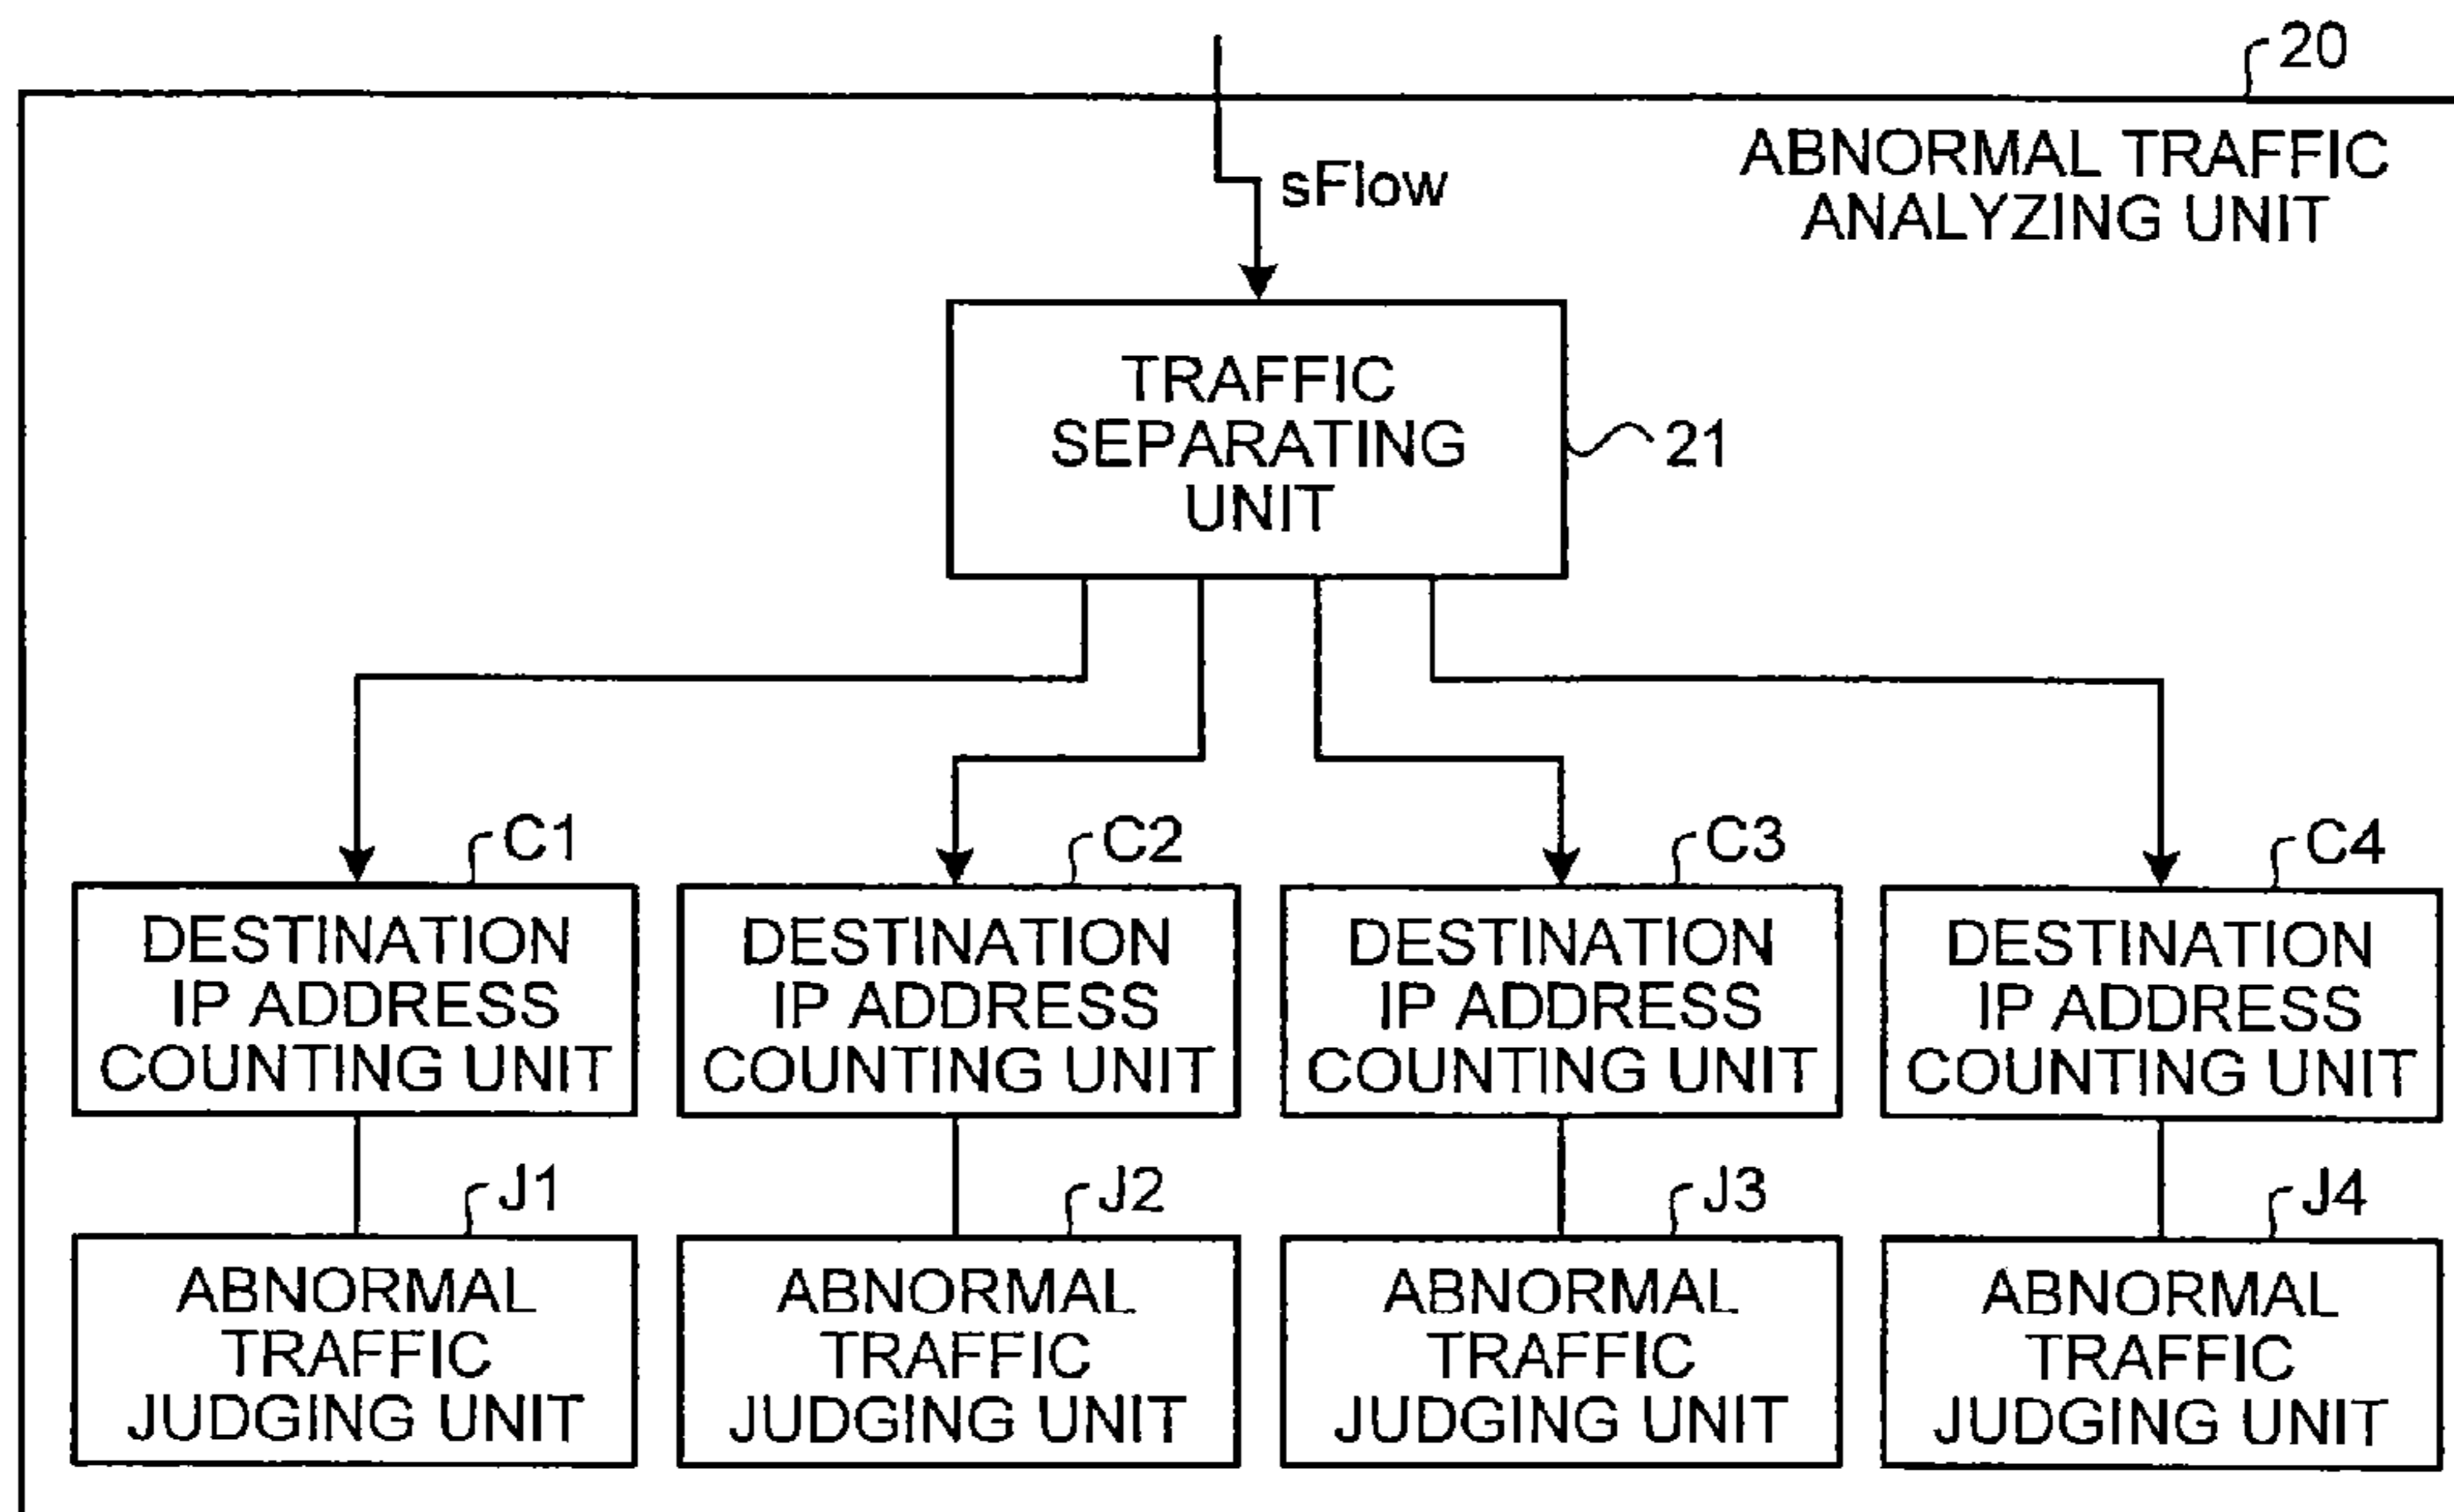 20
ABNORMAL TRAFFIC
ANALYZING UNIT
sFlow
TRAFFIC
SEPARATING
UNIT
21
C1
DESTINATION
IP ADDRESS
COUNTING UNIT
C2
DESTINATION
IP ADDRESS
COUNTING UNIT
C3
DESTINATION
IP ADDRESS
COUNTING UNIT
C4
DESTINATION
IP ADDRESS
COUNTING UNIT
J1
ABNORMAL
TRAFFIC
JUDGING UNIT
J2
ABNORMAL
TRAFFIC
JUDGING UNIT
J3
ABNORMAL
TRAFFIC
JUDGING UNIT
J4
ABNORMAL
TRAFFIC
JUDGING UNIT